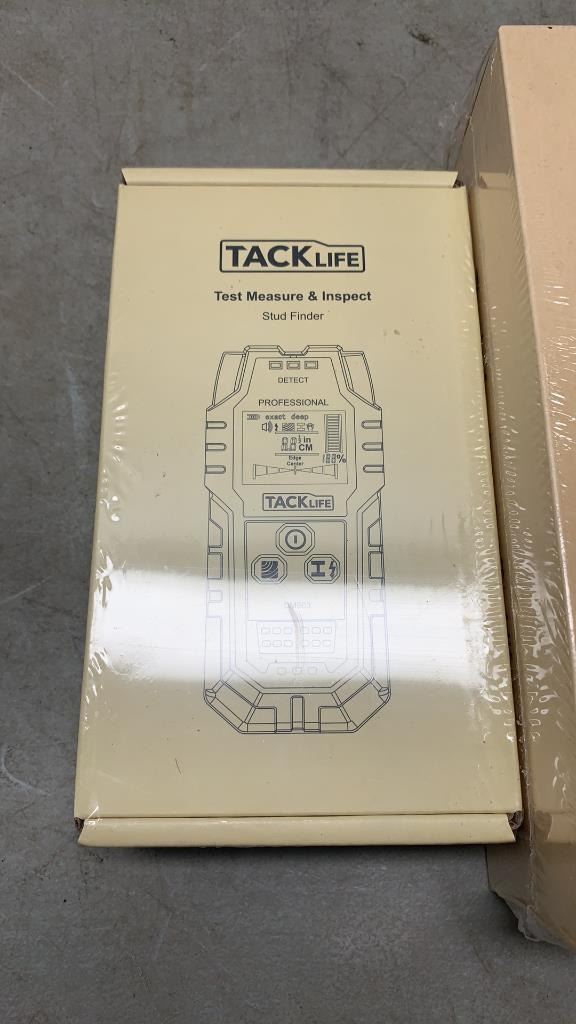 TACKLIFE
Test Measure & Inspect
Stud Finder
DETECT
PROFESSIONAL
exact deep
in
CM
Edge
Center
%
TACKLIFE